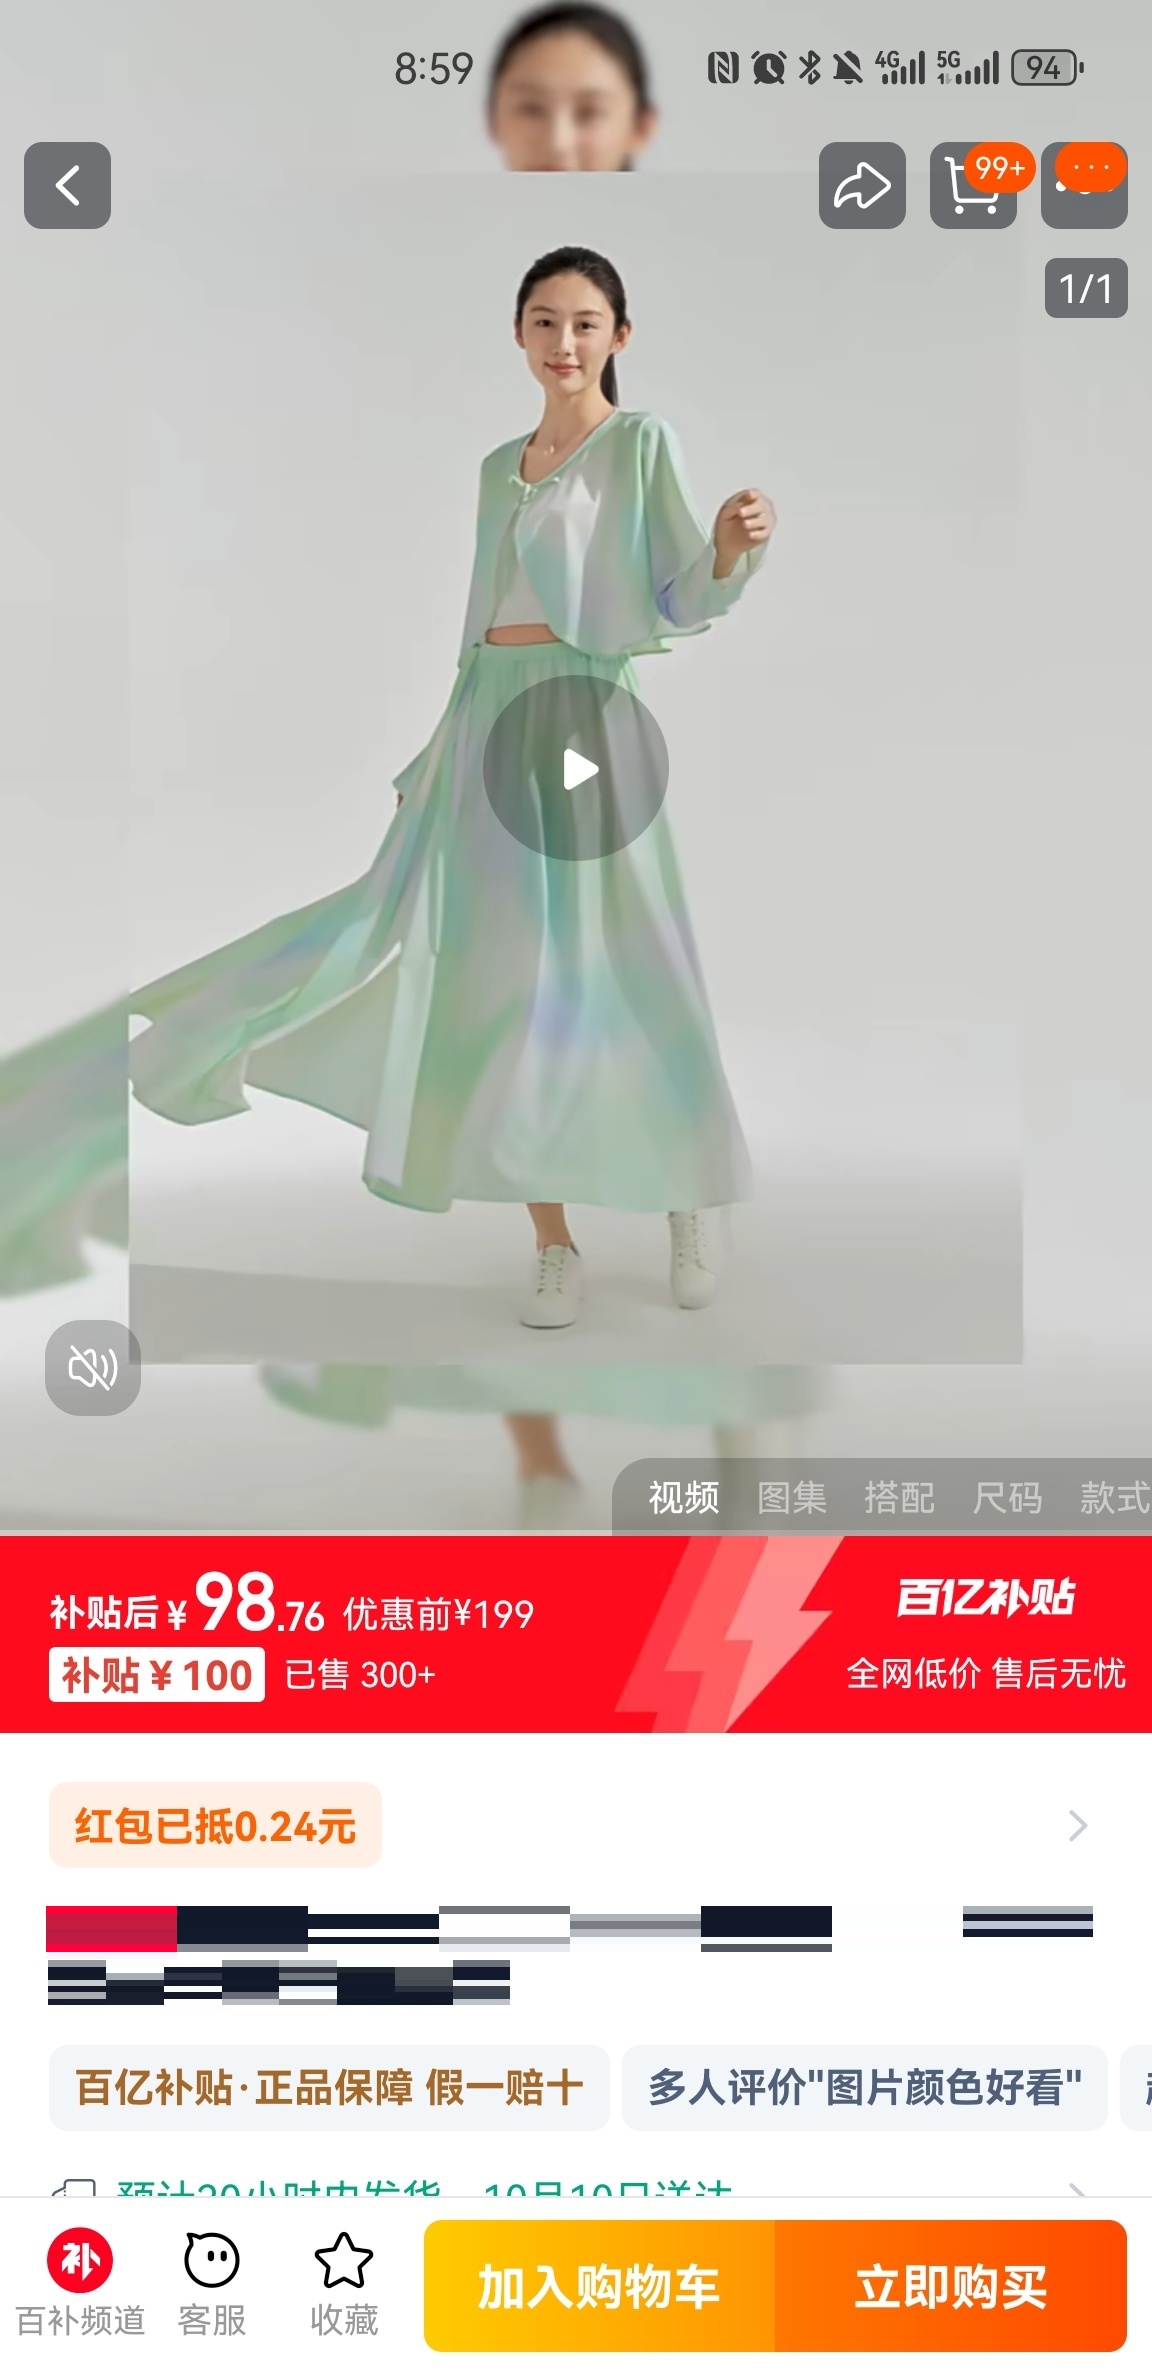 8:59
4G
5G
94
99+
1/1
视频 图集 搭配 尺码 款式
补贴后¥98.76 优惠前¥199
百亿补贴
补贴¥100 已售 300+
全网低价 售后无忧
红包已抵0.24元
百亿补贴·正品保障 假一赔十
多人评价"图片颜色好看"
补
百补频道
客服
收藏
加入购物车
立即购买